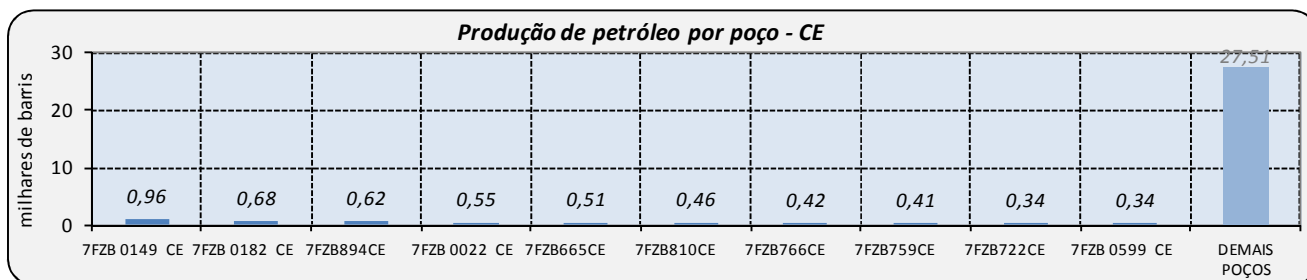 Produção de petróleo por poço - CE
milhares de barris
30
20
10
0
0,96
0,68
0,62
0,55
0,51
0,46
0,42
0,41
0,34
0,34
27,51
7FZB 0149 CE
7FZB 0182 CE
7FZB894CE
7FZB 0022 CE
7FZB665CE
7FZB810CE
7FZB766CE
7FZB759CE
7FZB722CE
7FZB 0599 CE
DEMAIS
POÇOS